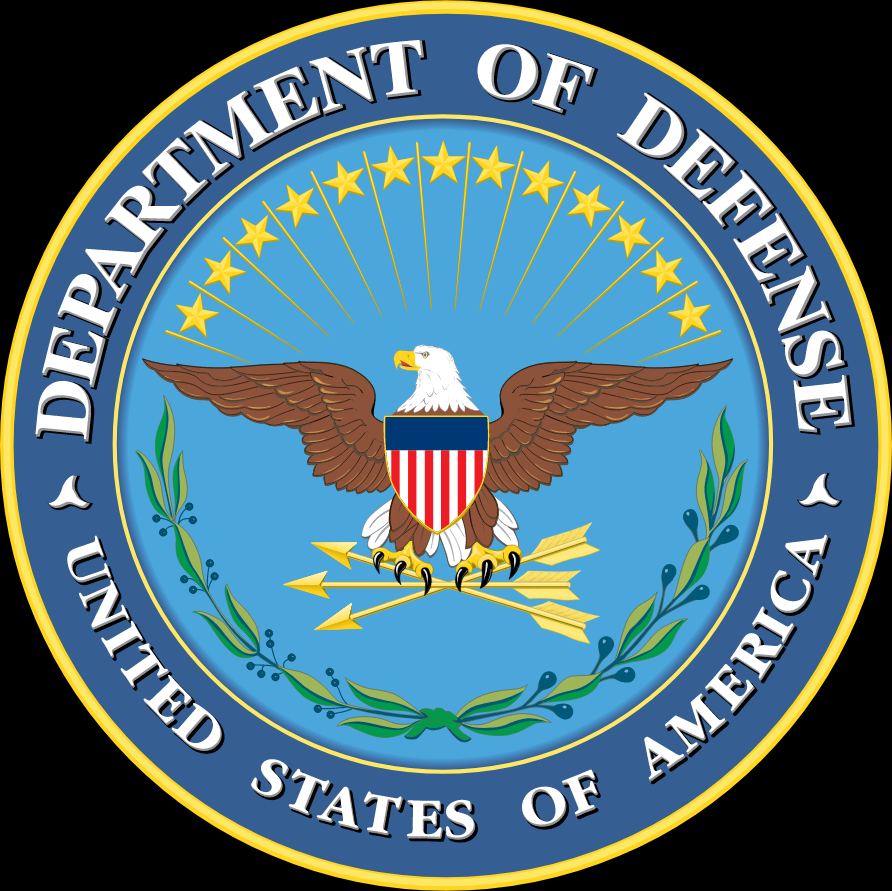 DEPARTMENT OF DEFENSE
UNITED STATES OF AMERICA